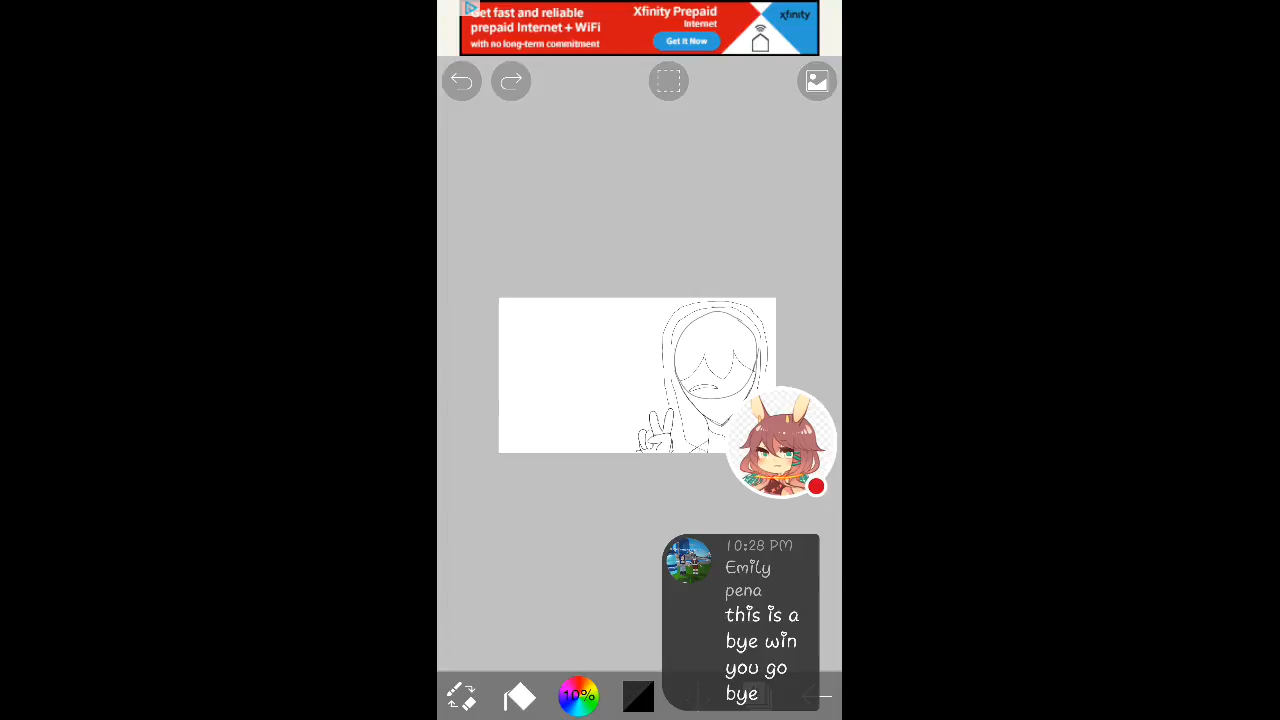 Get fast and reliable
prepaid Internet + WiFi
with no long-term commitment
Xfinity Prepaid
Internet
Get It Now
xfinity
10:28 PM
Emily
pena
this is a
bye win
you go
bye
10%